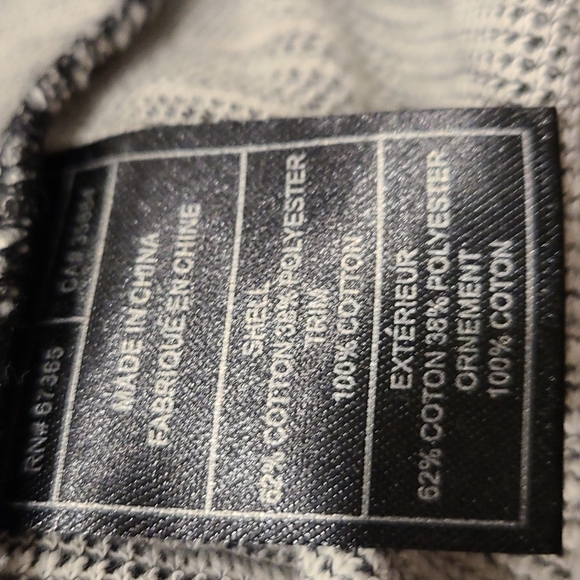 RN# 67365
MADE IN CHINA
FABRIQUÉ EN CHINE
SHELL
62% COTTON 38% POLYESTER
TRIM
100% COTTON
EXTÉRIEUR
62% COTON 38% POLYESTER
ORNEMENT
100% COTON